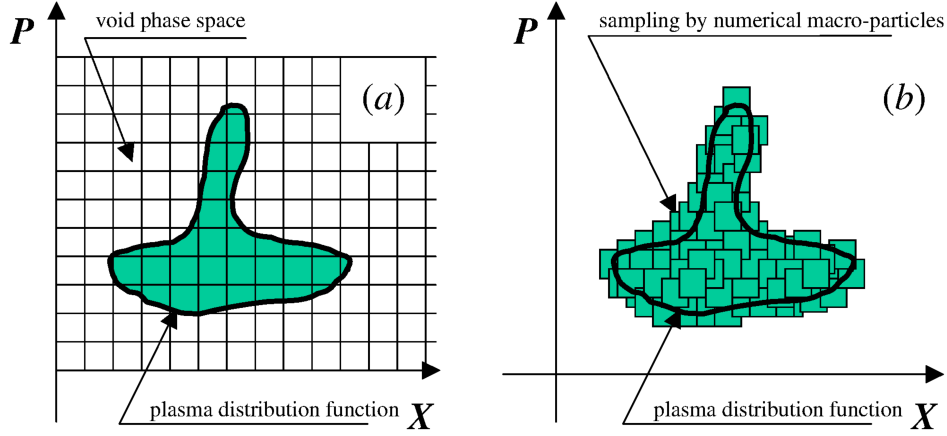 void phase space
P
(a)
plasma distribution function
X
sampling by numerical macro-particles
P
(b)
plasma distribution function
X